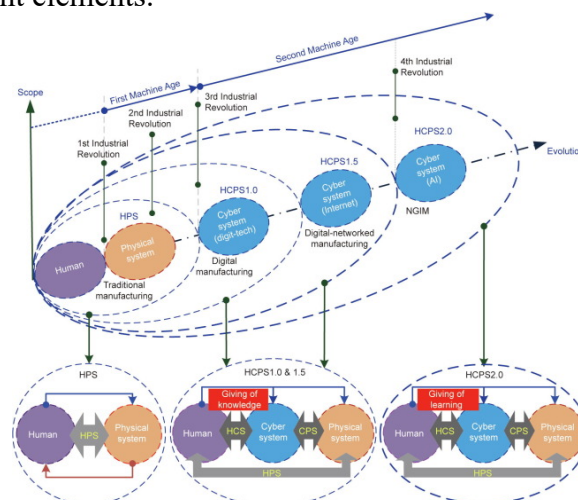 nt elements.
Second Machine Age
First Machine Age
Scope
4th Industrial
Revolution
3rd Industrial
Revolution
2nd Industrial
Revolution
1st Industrial
Revolution
HCPS2.0
HCPS1.5
HCPS1.0
HPS
Evolution
Cyber
system
(AI)
Cyber
system
(Internet)
Cyber
system
(digit-tech)
Physical
system
Human
NGIM
Digital-networked
manufacturing
Digital
manufacturing
Traditional
manufacturing
HPS
Human
HPS
Physical
system
HCPS1.0 & 1.5
Giving of
knowledge
Human
HCS
Cyber
system
CPS
Physical
system
HPS
HCPS2.0
Giving of
learning
Human
HCS
Cyber
system
CPS
Physical
system
HPS